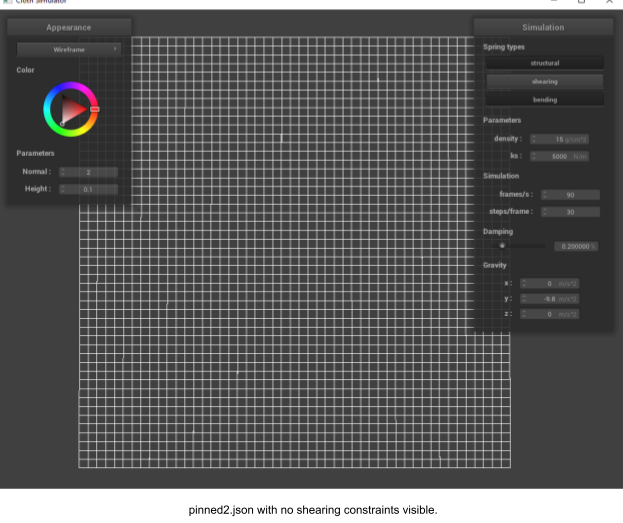 Cloth Simulator
Appearance
Wireframe
Color
Parameters
Normal : 2
Height : 0.1
Simulation
Spring types
structural
shearing
bending
Parameters
density : 15 g/cm^2
ks : 5000 N/m
Simulation
frames/s : 90
steps/frame : 30
Damping
0.200000 %
Gravity
x : 0 m/s^2
y : -9.8 m/s^2
z : 0 m/s^2
pinned2.json with no shearing constraints visible.